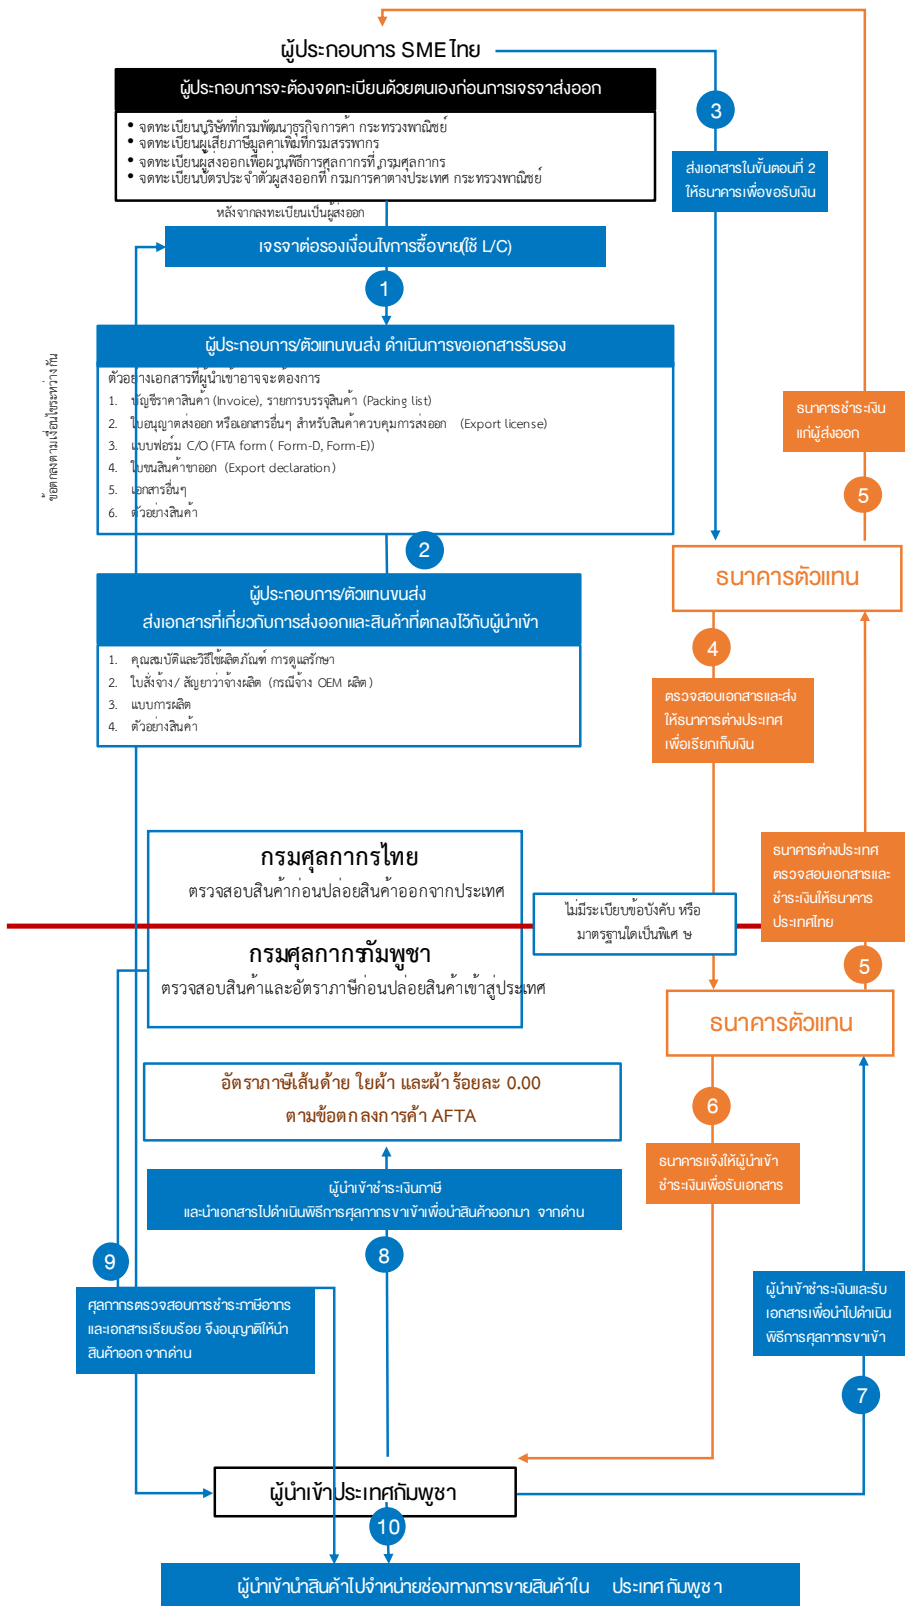 ผู้ประกอบการ SME ไทย
ผู้ประกอบการจะต้องจดทะเบียนด้วยตนเองก่อนการเจรจาส่งออก
• จดทะเบียนบริษัทที่กรมพัฒนาธุรกิจการค้า กระทรวงพาณิชย์
• จดทะเบียนผู้เสียภาษีมูลค่าเพิ่มที่กรมสรรพากร
• จดทะเบียนผู้ส่งออกเพื่อผ่านพิธีการศุลกากรที่ กรมศุลกากร
• จดทะเบียนบัตรประจำตัวผู้ส่งออกที่ กรมการค้าต่างประเทศ กระทรวงพาณิชย์
หลังจากลงทะเบียนเป็นผู้ส่งออก
เจรจาต่อรองเงื่อนไขการซื้อขาย(ใช้ L/C)
1
3
ส่งเอกสารในขั้นตอนที่ 2
ให้ธนาคารเพื่อขอรับเงิน
ข้อตกลงตามเงื่อนไขระหว่างกัน
ผู้ประกอบการ/ตัวแทนขนส่ง ดำเนินการขอเอกสารรับรอง
ตัวอย่างเอกสารที่ผู้นำเข้าอาจจะต้องการ
1. บัญชีราคาสินค้า (Invoice), รายการบรรจุสินค้า (Packing list)
2. ใบอนุญาตส่งออก หรือเอกสารอื่นๆ สำหรับสินค้าควบคุมการส่งออก (Export license)
3. แบบฟอร์ม C/O (FTA form ( Form-D, Form-E))
4. ใบขนสินค้าขาออก (Export declaration)
5. เอกสารอื่นๆ
6. ตัวอย่างสินค้า
ธนาคารชำระเงิน
แก่ผู้ส่งออก
5
2
ธนาคารตัวแทน
ผู้ประกอบการ/ตัวแทนขนส่ง
ส่งเอกสารที่เกี่ยวกับการส่งออกและสินค้าที่ตกลงไว้กับผู้นำเข้า
1. คุณสมบัติและวิธีใช้ผลิตภัณฑ์ การดูแลรักษา
2. ใบสั่งจ้าง / สัญยาว่าจ้างผลิต (กรณีจ้าง OEM ผลิต)
3. แบบการผลิต
4. ตัวอย่างสินค้า
4
ตรวจสอบเอกสารและส่ง
ให้ธนาคารต่างประเทศ
เพื่อเรียกเก็บเงิน
กรมศุลกากรไทย
ตรวจสอบสินค้าก่อนปล่อยสินค้าออกจากประเทศ
ไม่มีระเบียบข้อบังคับ หรือ
มาตรฐานใดเป็นพิเศ ษ
ธนาคารต่างประเทศ
ตรวจสอบเอกสารและ
ชำระเงินให้ธนาคาร
ประเทศไทย
5
กรมศุลกากรกัมพูชา
ตรวจสอบสินค้าและอัตราภาษีก่อนปล่อยสินค้าเข้าสู่ประเทศ
ธนาคารตัวแทน
อัตราภาษีเส้นด้าย ใยผ้า และผ้า ร้อยละ 0.00
ตามข้อตกลงการค้า AFTA
6
ธนาคารแจ้งให้ผู้นำเข้า
ชำระเงินเพื่อรับเอกสาร
ผู้นำเข้าชำระเงินภาษี
และนำเอกสารไปดำเนินพิธีการศุลกากรขาเข้าเพื่อนำสินค้าออกมา จากด่าน
8
9
ศุลกากรตรวจสอบการชำระภาษีอากร
และเอกสารเรียบร้อย จึงอนุญาติให้นำ
สินค้าออก จากด่าน
ผู้นำเข้าชำระเงินและรับ
เอกสารเพื่อนำไปดำเนิน
พิธีการศุลกากรขาเข้า
7
ผู้นำเข้าประเทศกัมพูชา
10
ผู้นำเข้านำสินค้าไปจำหน่ายช่องทางการขายสินค้าใน ประเทศ กัมพูชา